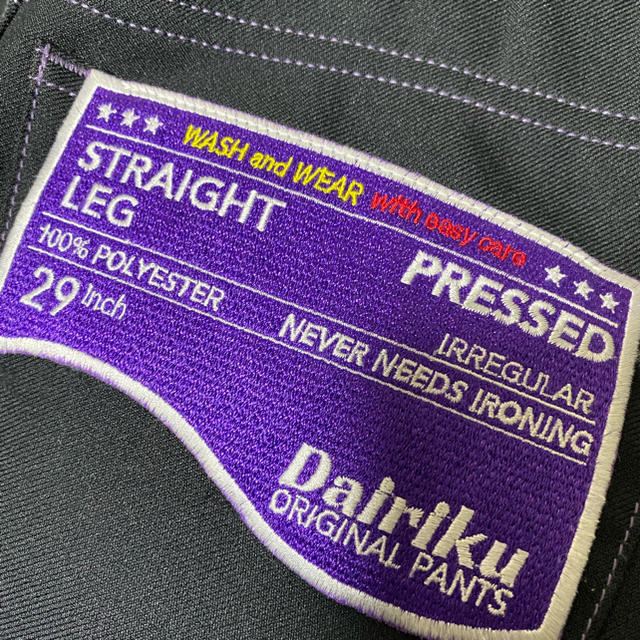 WASH and WEAR with easy care
STRAIGHT
LEG
PRESSED
100% POLYESTER
IRREGULAR
29 Inch
NEVER NEEDS IRONING
Dairiku
ORIGINAL PANTS